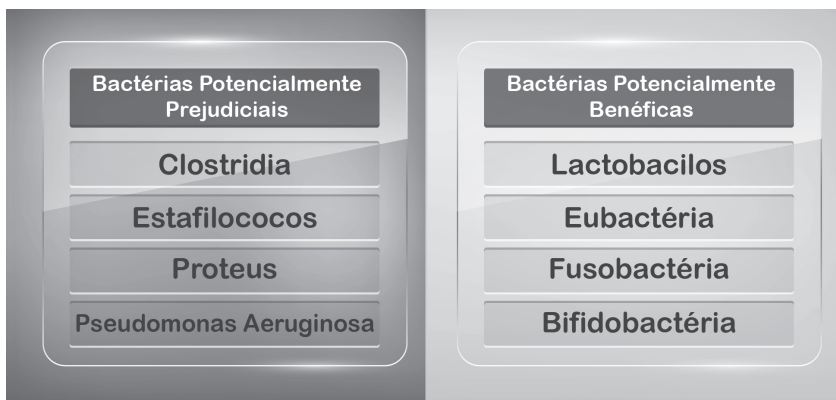 Bactérias Potencialmente
Prejudiciais
Clostridia
Estafilococos
Proteus
Pseudomonas Aeruginosa
Bactérias Potencialmente
Benéficas
Lactobacilos
Eubactéria
Fusobactéria
Bifidobactéria